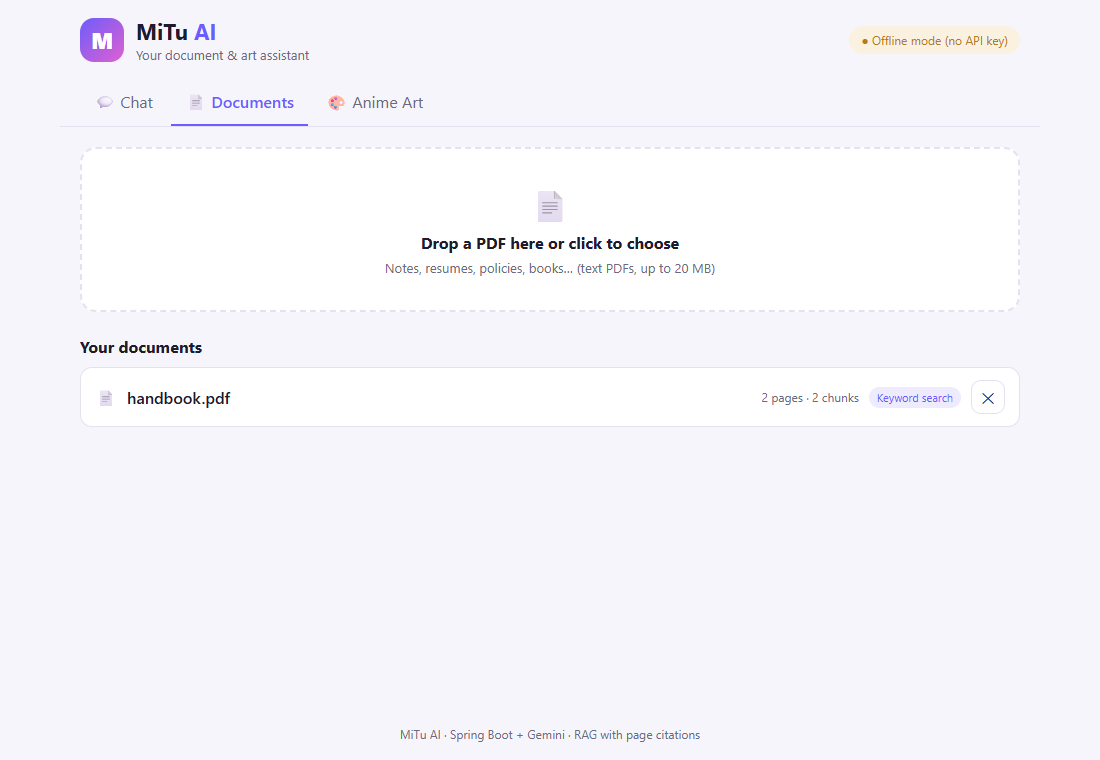 M
MiTu AI
Your document & art assistant
● Offline mode (no API key)
Chat
Documents
Anime Art
Drop a PDF here or click to choose
Notes, resumes, policies, books... (text PDFs, up to 20 MB)
Your documents
handbook.pdf
2 pages · 2 chunks
Keyword search
MiTu AI · Spring Boot + Gemini · RAG with page citations